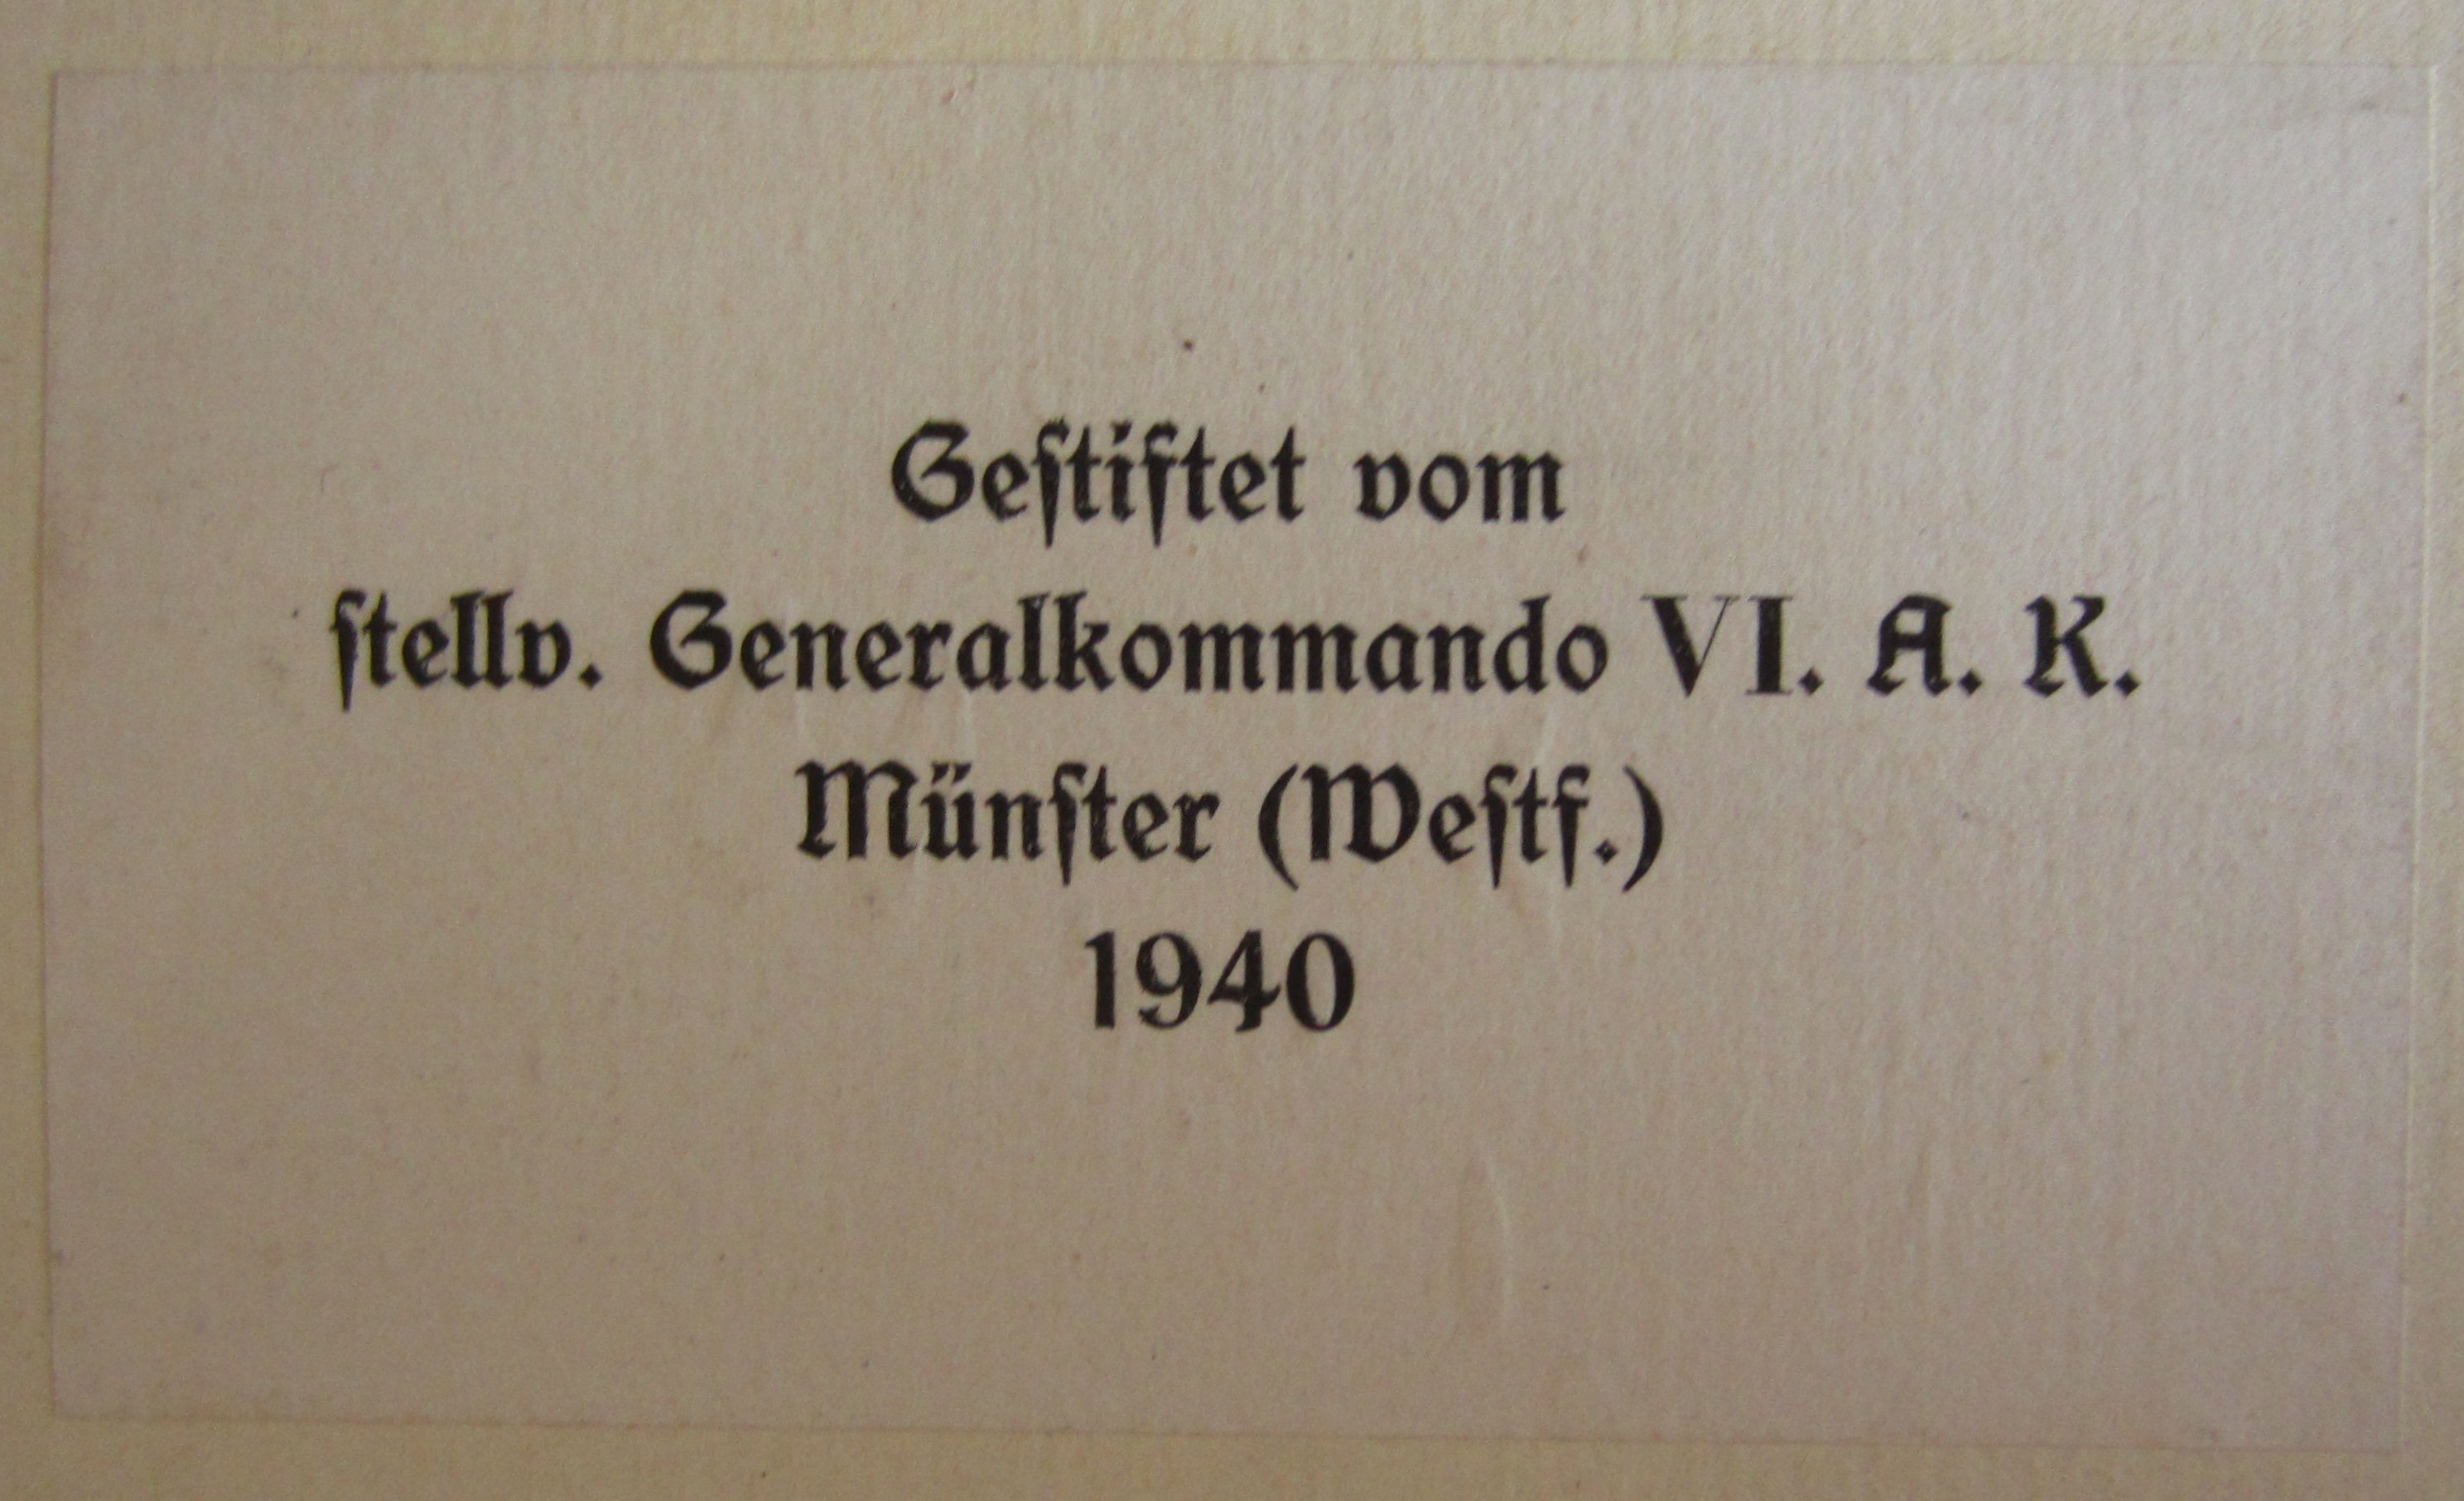 Geſtiftet vom
ſtellv. Generalkommando VI. A. K.
Münſter (Weſtf.)
1940